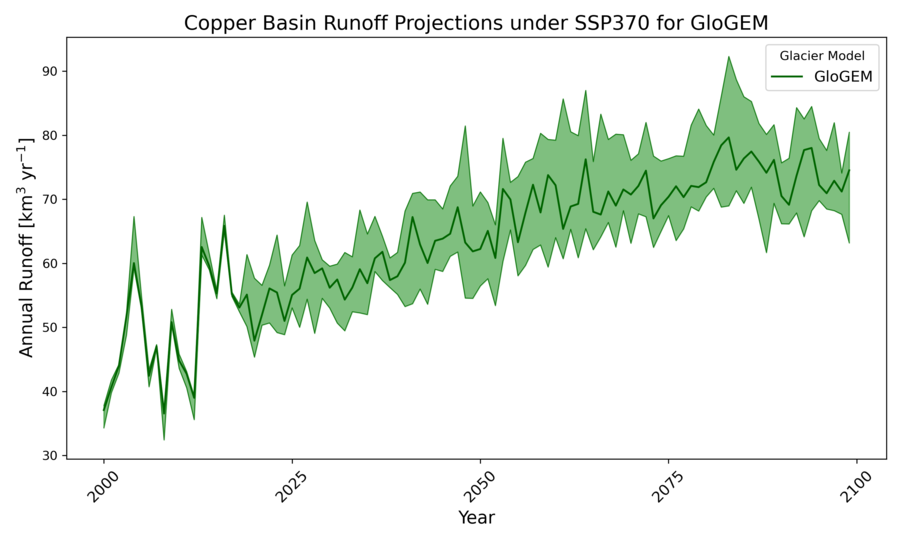 Copper Basin Runoff Projections under SSP370 for GloGEM
Glacier Model
GloGEM
Annual Runoff [km³ yr⁻¹]
90
80
70
60
50
40
30
2000
2025
2050
2075
2100
Year